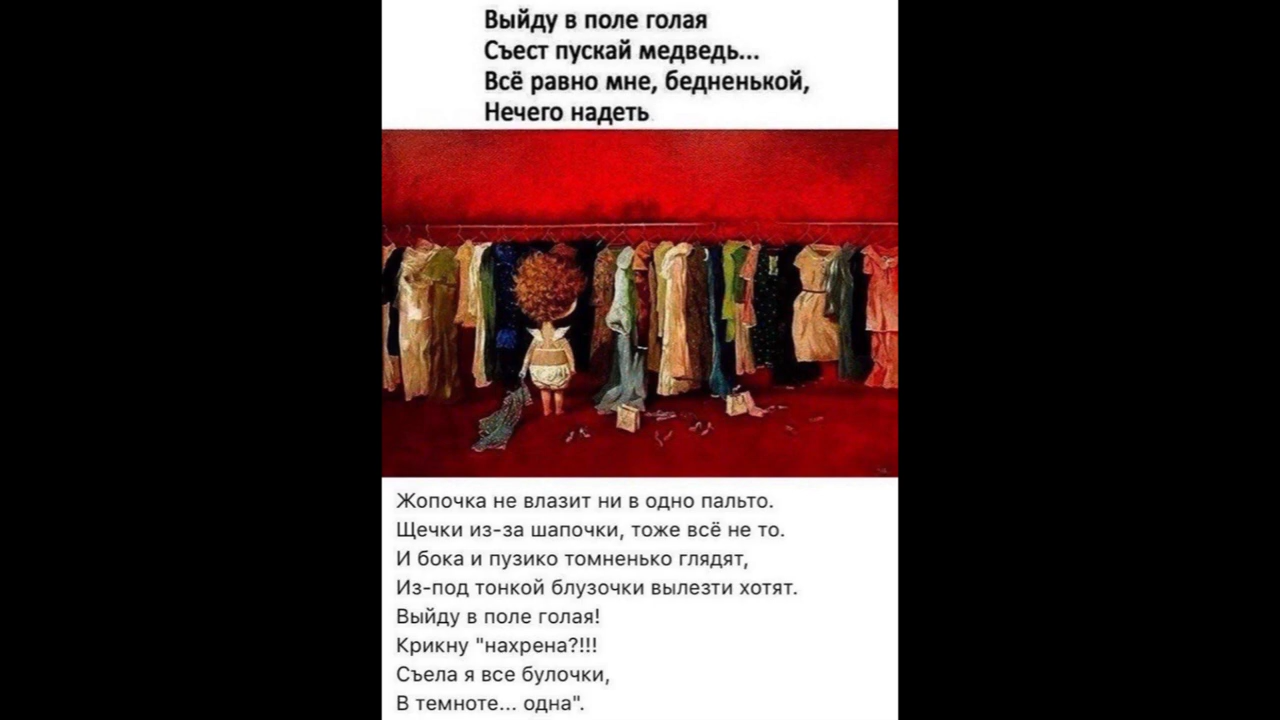 Выйду в поле голая
Съест пускай медведь...
Всё равно мне, бедненькой,
Нечего надеть
Жопочка не влазит ни в одно пальто.
Щечки из-за шапочки, тоже всё не то.
И бока и пузико томненько глядят,
Из-под тонкой блузочки вылезти хотят.
Выйду в поле голая!
Крикну "нахрена?!!!
Съела я все булочки,
В темноте... одна".